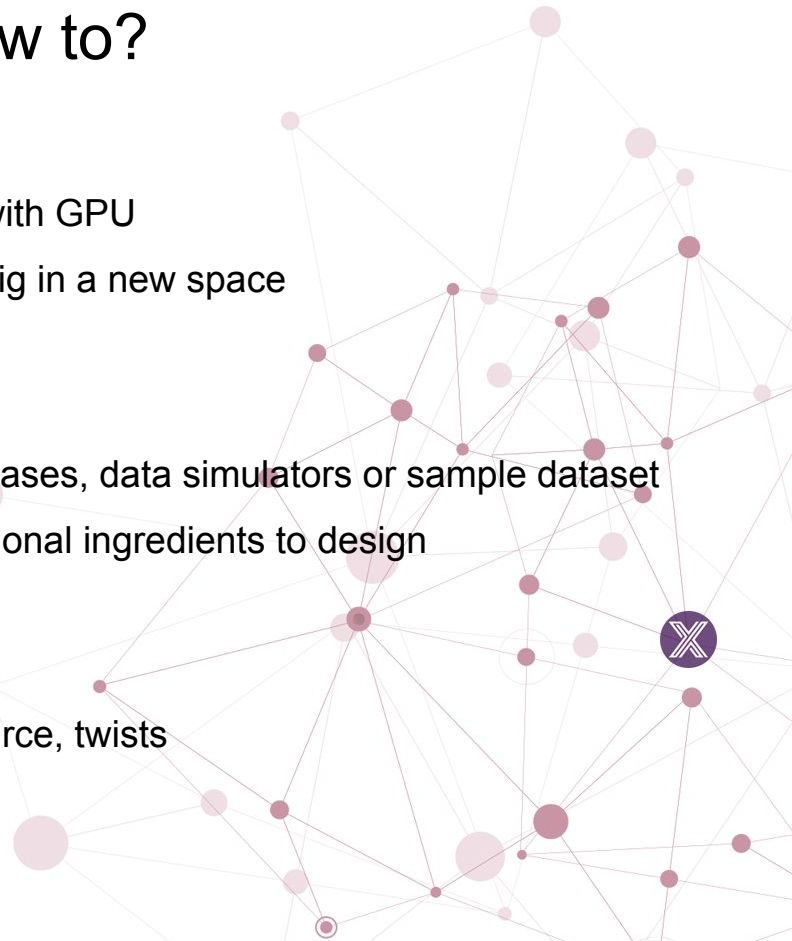 w to?
with GPU
ig in a new space
ases, data simulators or sample dataset
onal ingredients to design
rce, twists